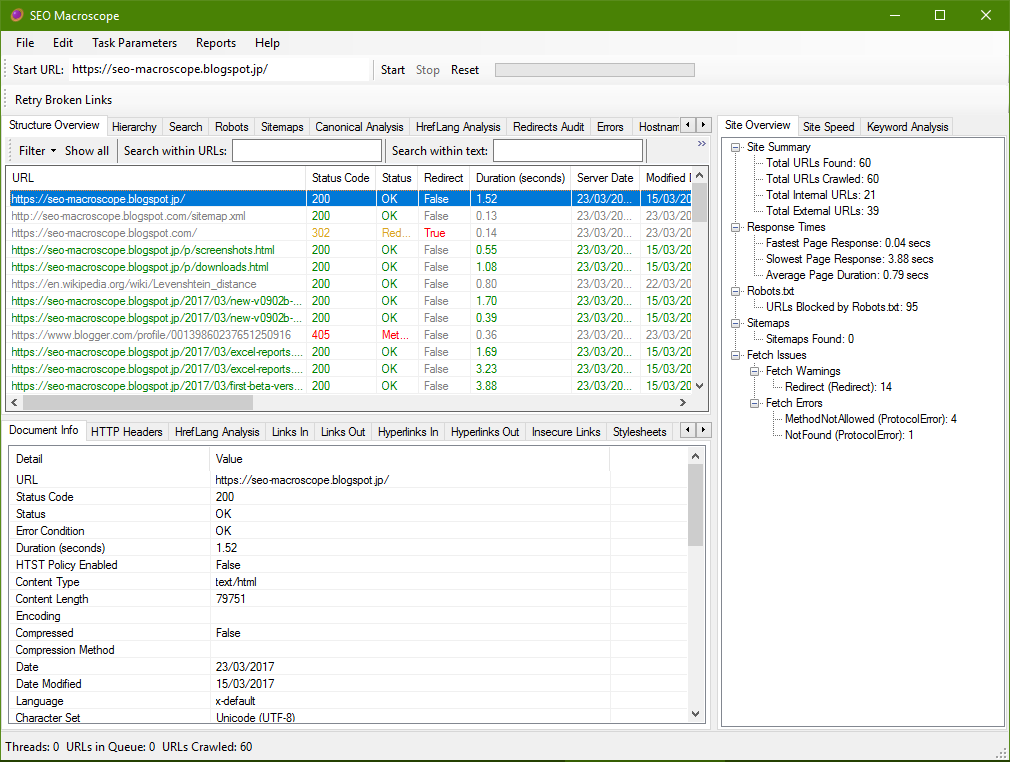 SEO Macroscope
File Edit Task Parameters Reports Help
Start URL: https://seo-macroscope.blogspot.jp/ Start Stop Reset
Retry Broken Links
Structure Overview Hierarchy Search Robots Sitemaps Canonical Analysis HrefLang Analysis Redirects Audit Errors Hostnam
Filter Show all Search within URLs: Search within text: »
URL Status Code Status Redirect Duration (seconds) Server Date Modified D
https://seo-macroscope.blogspot.jp/ 200 OK False 1.52 23/03/20... 15/03/20
http://seo-macroscope.blogspot.com/sitemap.xml 200 OK False 0.13 23/03/20... 23/03/20
https://seo-macroscope.blogspot.com/ 302 Red... True 0.14 23/03/20... 23/03/20
https://seo-macroscope.blogspot.jp/p/screenshots.html 200 OK False 0.55 23/03/20... 15/03/20
https://seo-macroscope.blogspot.jp/p/downloads.html 200 OK False 1.08 23/03/20... 15/03/20
https://en.wikipedia.org/wiki/Levenshtein_distance 200 OK False 0.80 22/03/20... 22/03/20
https://seo-macroscope.blogspot.jp/2017/03/new-v0902b-... 200 OK False 1.70 23/03/20... 15/03/20
https://seo-macroscope.blogspot.jp/2017/03/new-v0902b-... 200 OK False 0.39 23/03/20... 15/03/20
https://www.blogger.com/profile/00139860237651250916 405 Met... False 0.36 23/03/20... 23/03/20
https://seo-macroscope.blogspot.jp/2017/03/excel-reports.... 200 OK False 1.69 23/03/20... 15/03/20
https://seo-macroscope.blogspot.jp/2017/03/excel-reports.... 200 OK False 3.23 23/03/20... 15/03/20
https://seo-macroscope.blogspot.jp/2017/03/first-beta-vers... 200 OK False 3.88 23/03/20... 15/03/20
Document Info HTTP Headers HrefLang Analysis Links In Links Out Hyperlinks In Hyperlinks Out Insecure Links Stylesheets
Detail Value
URL https://seo-macroscope.blogspot.jp/
Status Code 200
Status OK
Error Condition OK
Duration (seconds) 1.52
HTST Policy Enabled False
Content Type text/html
Content Length 79751
Encoding
Compressed False
Compression Method
Date 23/03/2017
Date Modified 15/03/2017
Language x-default
Character Set Unicode (UTF-8)
Site Overview Site Speed Keyword Analysis
Site Summary
Total URLs Found: 60
Total URLs Crawled: 60
Total Internal URLs: 21
Total External URLs: 39
Response Times
Fastest Page Response: 0.04 secs
Slowest Page Response: 3.88 secs
Average Page Duration: 0.79 secs
Robots.txt
URLs Blocked by Robots.txt: 95
Sitemaps
Sitemaps Found: 0
Fetch Issues
Fetch Warnings
Redirect (Redirect): 14
Fetch Errors
MethodNotAllowed (ProtocolError): 4
NotFound (ProtocolError): 1
Threads: 0 URLs in Queue: 0 URLs Crawled: 60